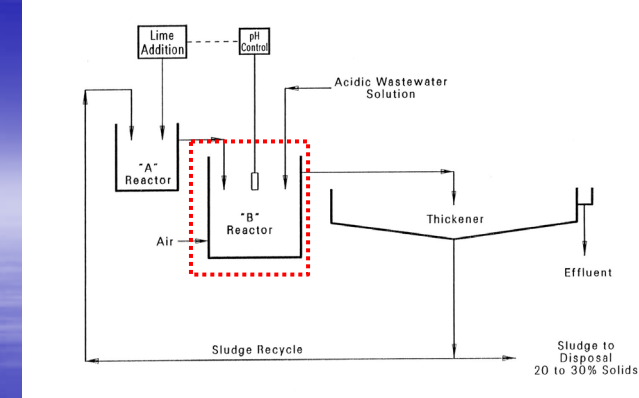 Lime
Addition
pH
Control
Acidic Wastewater
Solution
"A"
Reactor
"B"
Reactor
Air
Thickener
Effluent
Sludge Recycle
Sludge to
Disposal
20 to 30% Solids